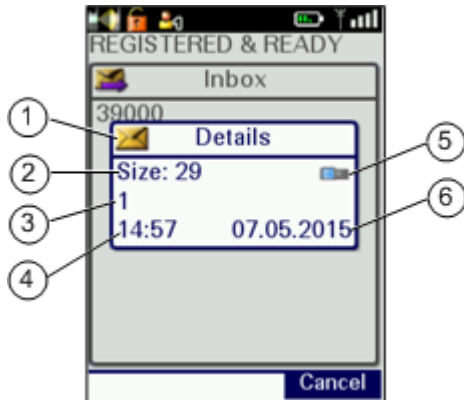 REGISTERED & READY
Inbox
39000
1 Details
2 Size: 29 5
3 1
4 14:57 07.05.2015 6
Cancel